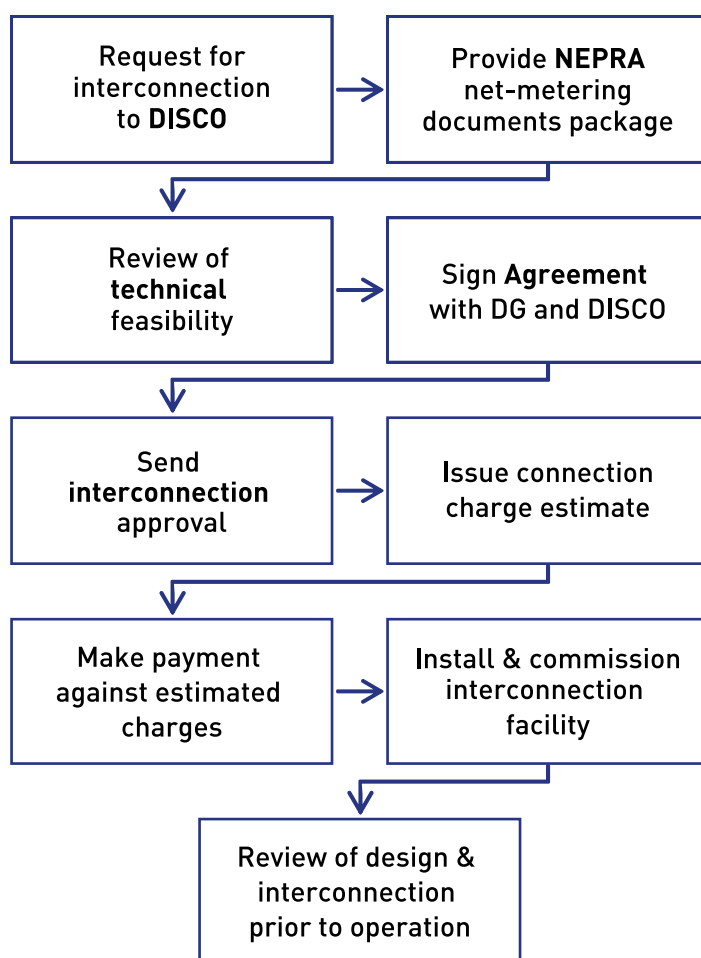 Request for
interconnection
to DISCO
Provide NEPRA
net-metering
documents package
Review of
technical
feasibility
Sign Agreement
with DG and DISCO
Send
interconnection
approval
Issue connection
charge estimate
Make payment
against estimated
charges
Install & commission
interconnection
facility
Review of design &
interconnection
prior to operation